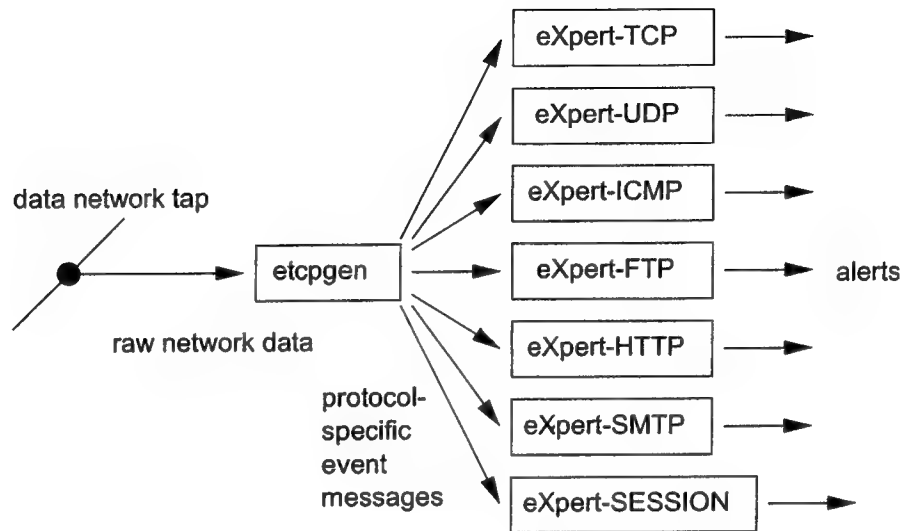 data network tap
raw network data
etcpgen
protocol-
specific
event
messages
eXpert-TCP
eXpert-UDP
eXpert-ICMP
eXpert-FTP
eXpert-HTTP
eXpert-SMTP
eXpert-SESSION
alerts